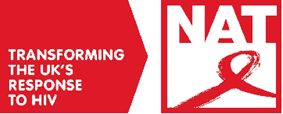 TRANSFORMING
THE UK'S
RESPONSE
TO HIV
NAT